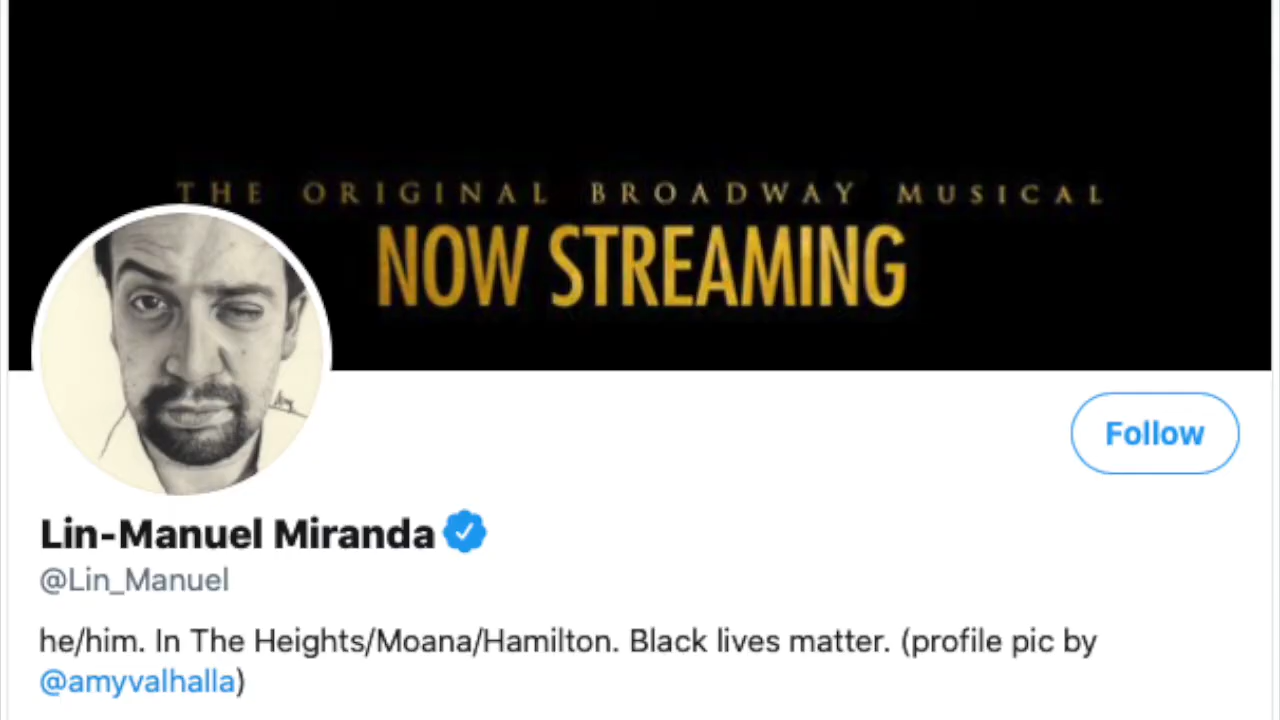 THE ORIGINAL BROADWAY MUSICAL
NOW STREAMING
Follow
Lin-Manuel Miranda
@Lin_Manuel
he/him. In The Heights/Moana/Hamilton. Black lives matter. (profile pic by
@amyvalhalla)